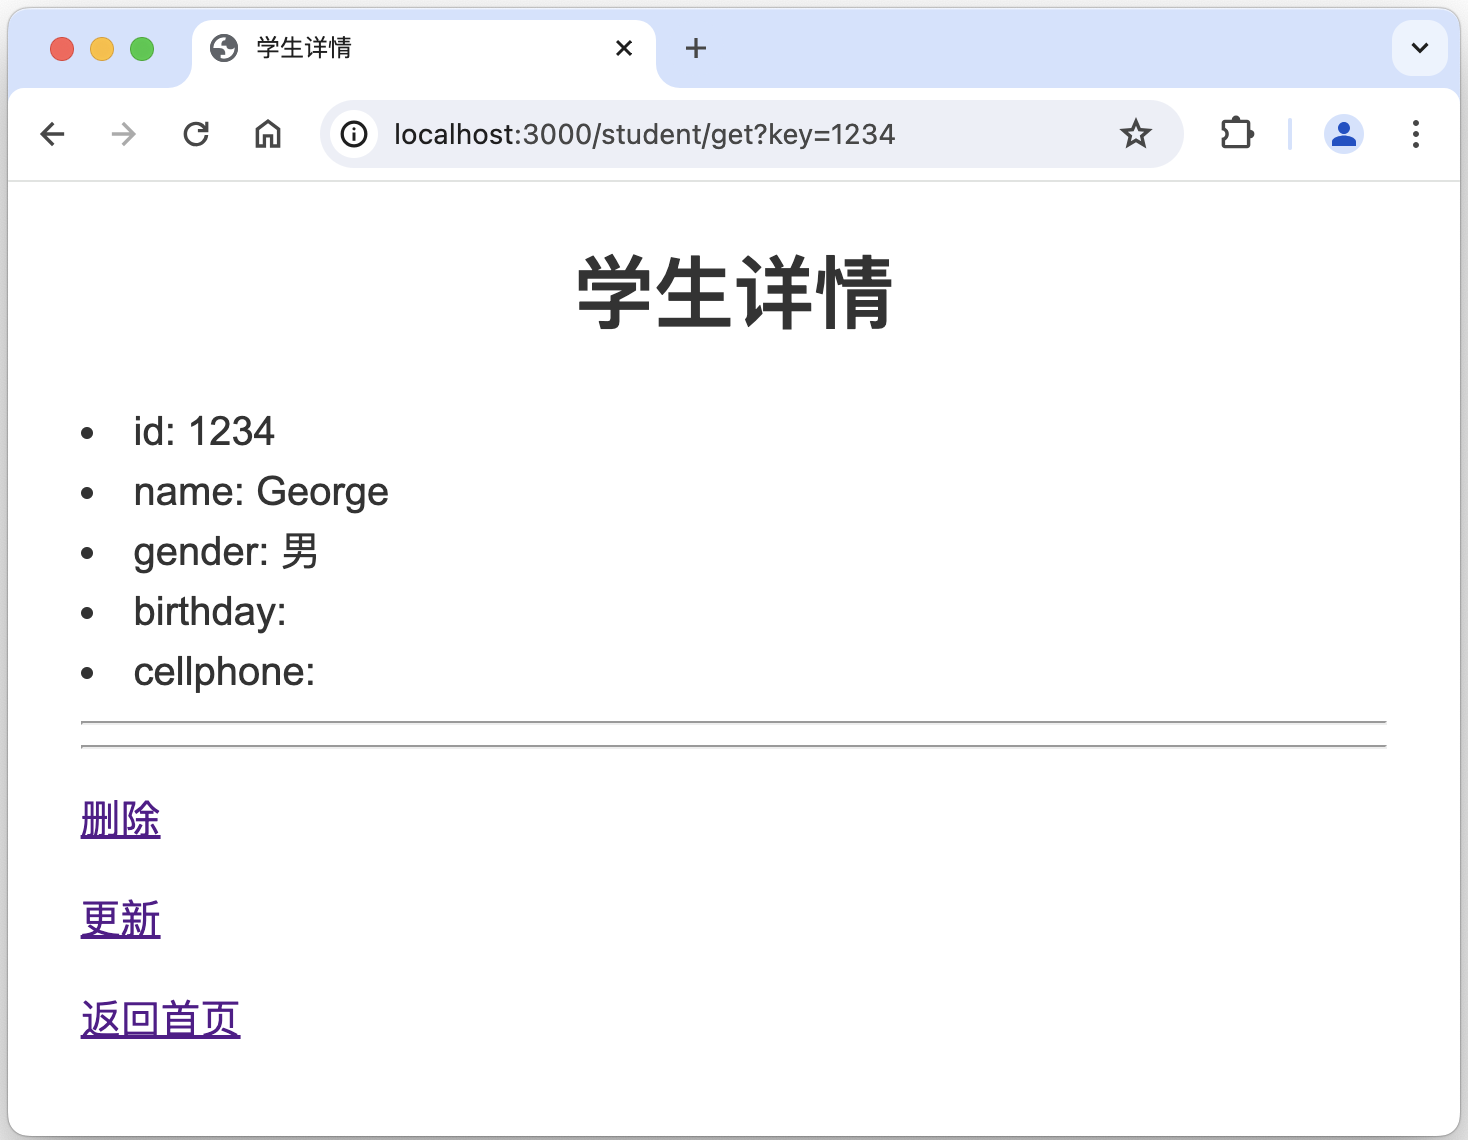 学生详情
localhost:3000/student/get?key=1234
学生详情
id: 1234
name: George
gender: 男
birthday:
cellphone:
删除
更新
返回首页